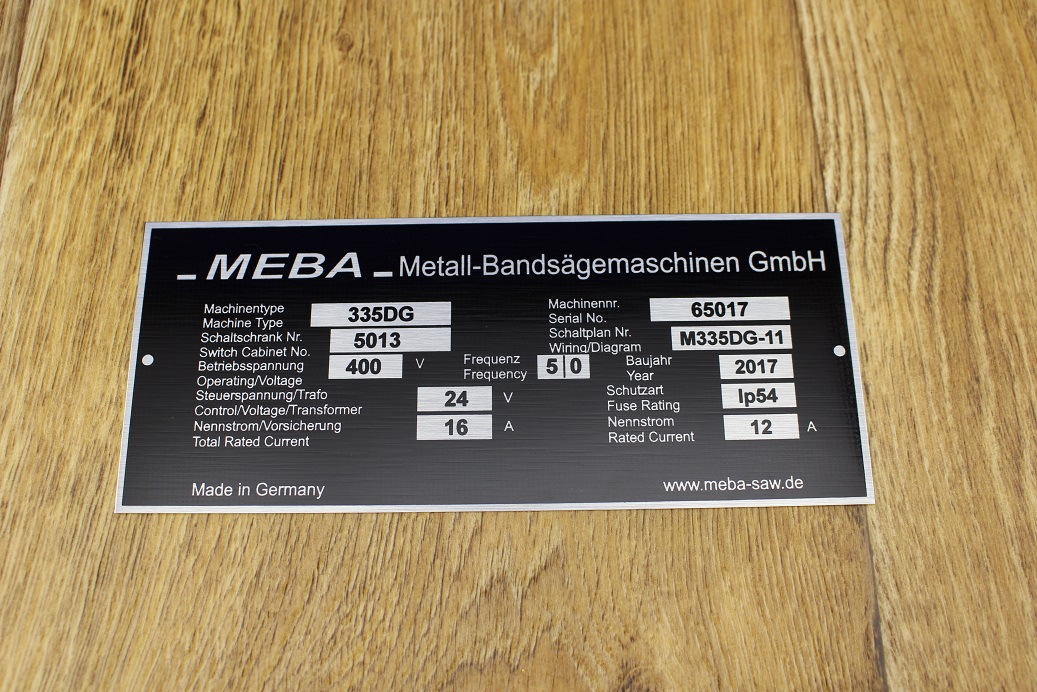 MEBA Metall-Bandsägemaschinen GmbH
Machinentype
Machine Type 335DG
Machinennr.
Serial No. 65017
Schaltschrank Nr.
Switch Cabinet No. 5013
Schaltplan Nr.
Wiring/Diagram M335DG-11
Betriebsspannung
Operating/Voltage 400 V
Frequenz
Frequency 50
Baujahr
Year 2017
Steuerspannung/Trafo
Control/Voltage/Transformer 24 V
Schutzart
Fuse Rating Ip54
Nennstrom/Vorsicherung
Total Rated Current 16 A
Nennstrom
Rated Current 12 A
Made in Germany
www.meba-saw.de